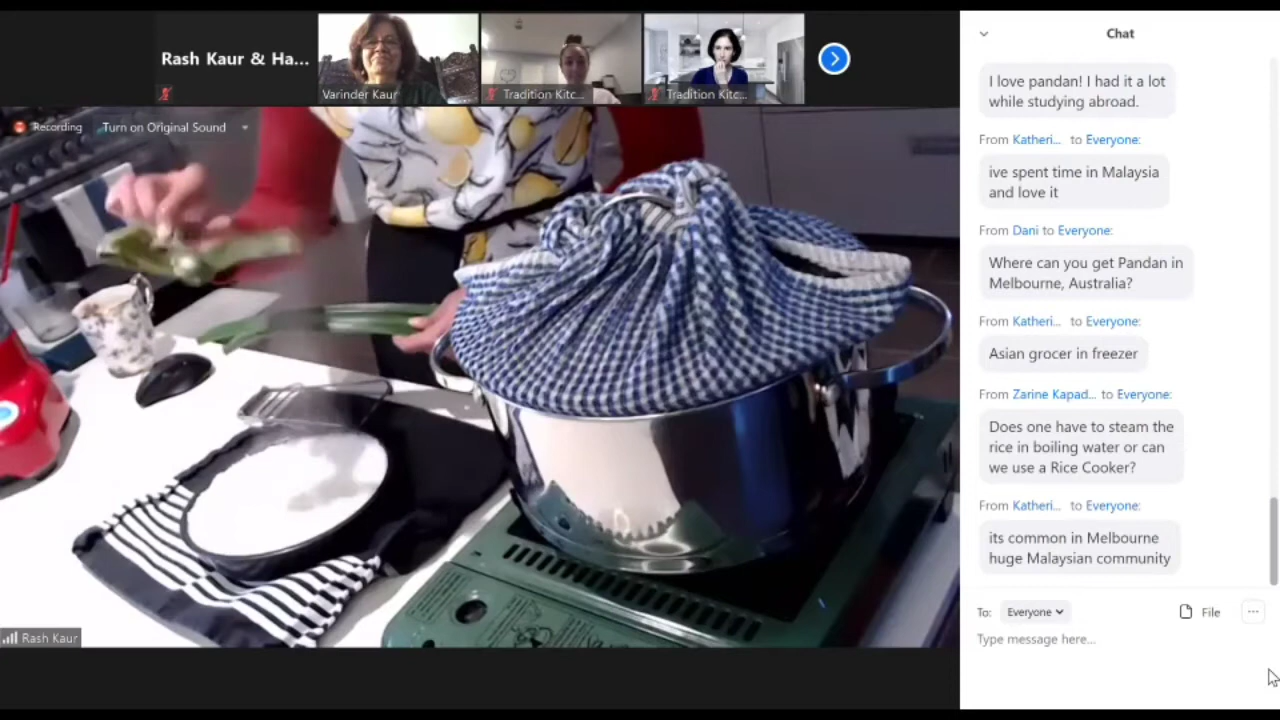 Rash Kaur & Ha...
Varinder Kaur
Tradition Kitc...
Tradition Kitc...
Recording
Turn on Original Sound
Rash Kaur
Chat
I love pandan! I had it a lot
while studying abroad.
From Katheri... to Everyone:
ive spent time in Malaysia
and love it
From Dani to Everyone:
Where can you get Pandan in
Melbourne, Australia?
From Katheri... to Everyone:
Asian grocer in freezer
From Zarine Kapad... to Everyone:
Does one have to steam the
rice in boiling water or can
we use a Rice Cooker?
From Katheri... to Everyone:
its common in Melbourne
huge Malaysian community
To: Everyone
File
Type message here...